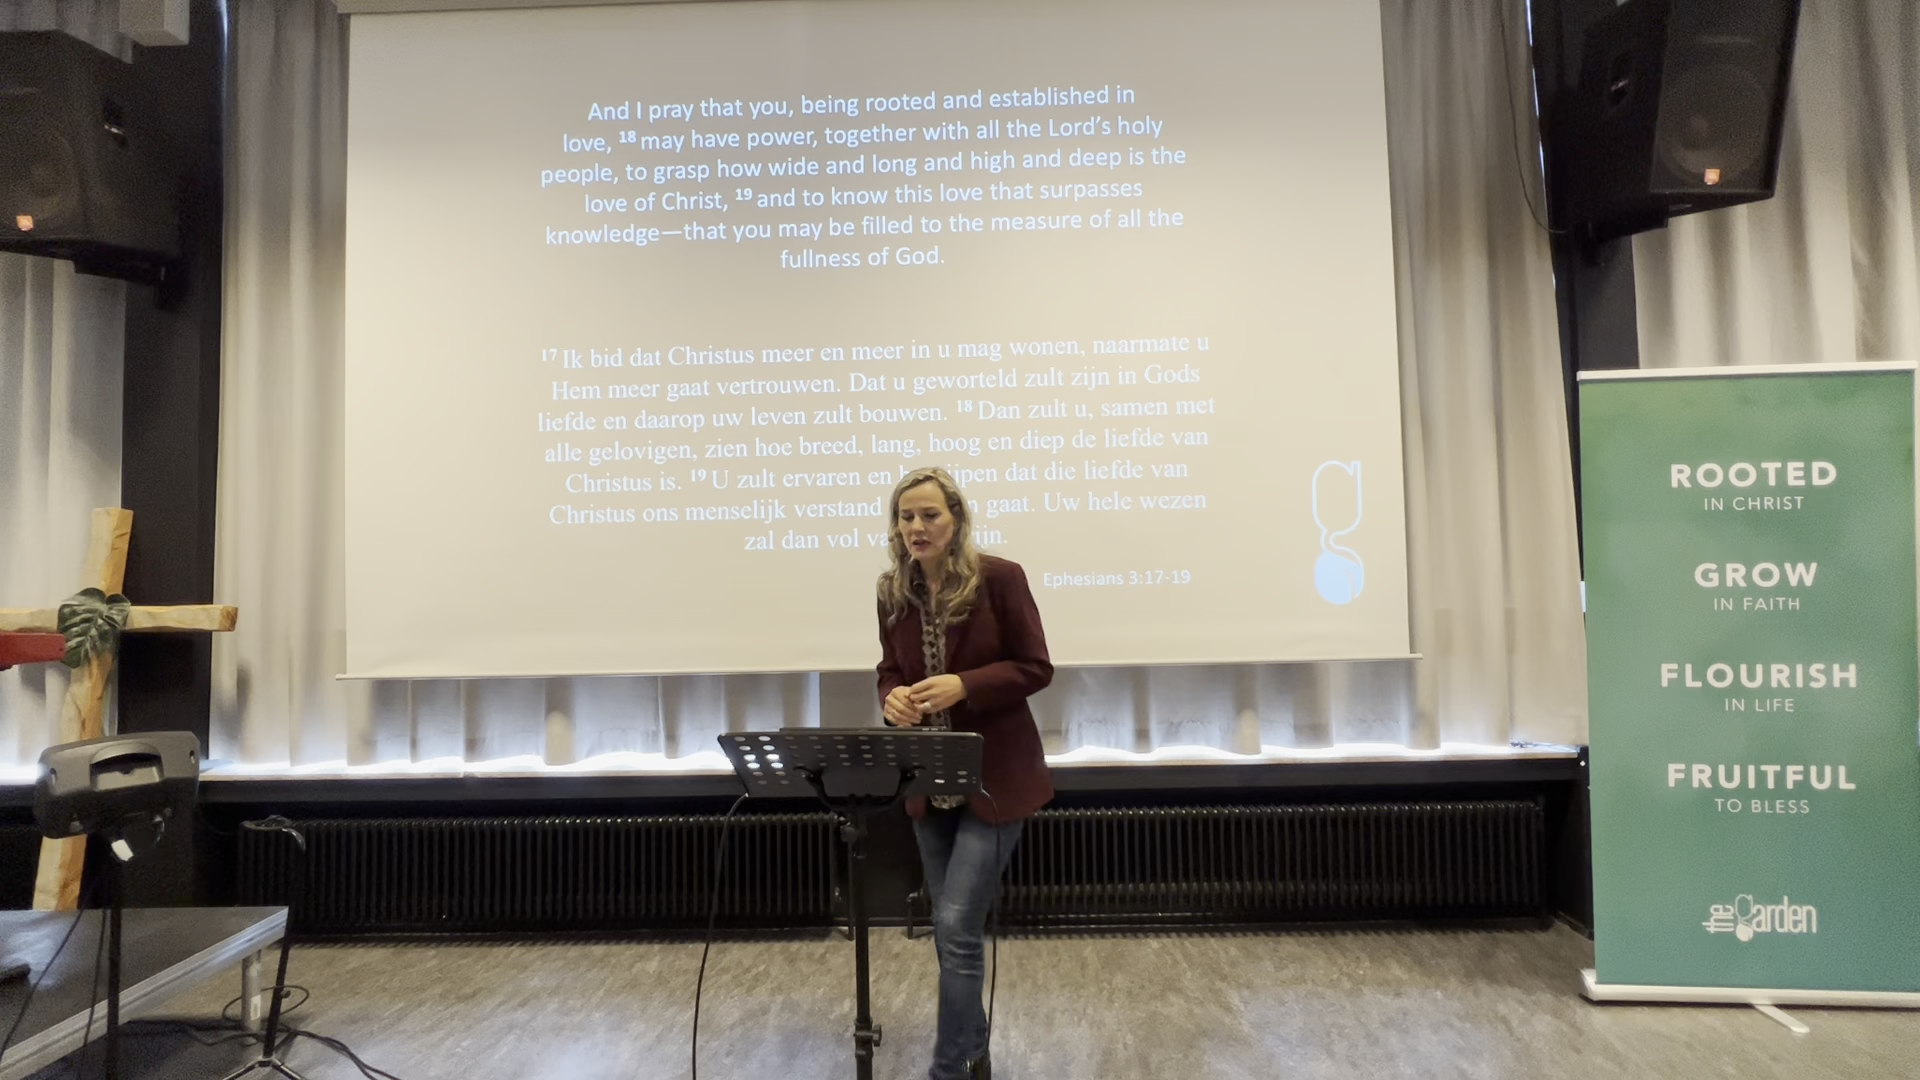 And I pray that you, being rooted and established in
love, 18 may have power, together with all the Lord's holy
people, to grasp how wide and long and high and deep is the
love of Christ, 19 and to know this love that surpasses
knowledge—that you may be filled to the measure of all the
fullness of God.
17 Ik bid dat Christus meer en meer in u mag wonen, naarmate u
Hem meer gaat vertrouwen. Dat u geworteld zult zijn in Gods
liefde en daarop uw leven zult bouwen. 18 Dan zult u, samen met
alle gelovigen, zien hoe breed, lang, hoog en diep de liefde van
Christus is. 19 U zult ervaren en dat die liefde van
Christus ons menselijk verstand gaat. Uw hele wezen
zal dan vol
Ephesians 3:17-19
ROOTED
IN CHRIST
GROW
IN FAITH
FLOURISH
IN LIFE
FRUITFUL
TO BLESS
the garden